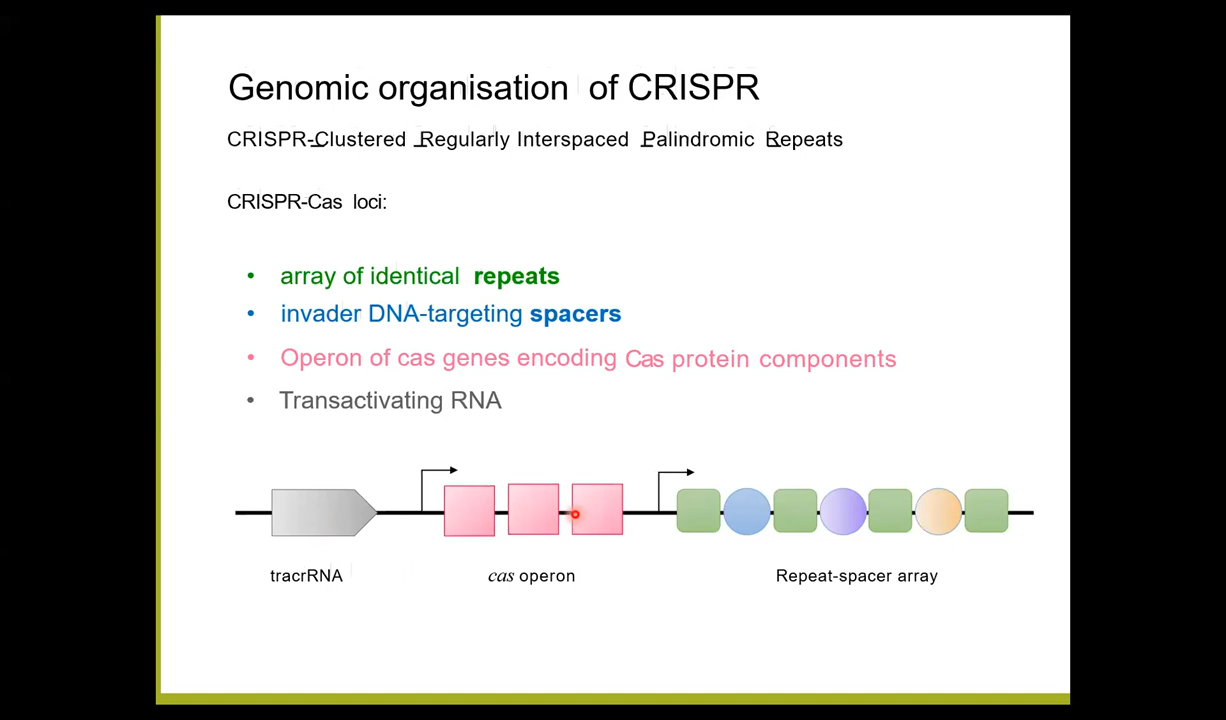 Genomic organisation of CRISPR
CRISPR-Clustered Regularly Interspaced Palindromic Repeats
CRISPR-Cas loci:
• array of identical repeats
• invader DNA-targeting spacers
• Operon of cas genes encoding Cas protein components
• Transactivating RNA
tracrRNA cas operon Repeat-spacer array